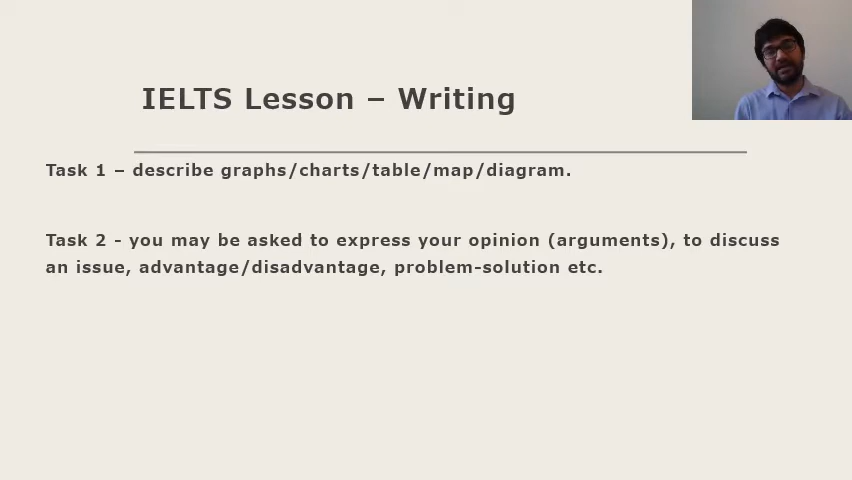 IELTS Lesson – Writing
Task 1 – describe graphs/charts/table/map/diagram.
Task 2 - you may be asked to express your opinion (arguments), to discuss
an issue, advantage/disadvantage, problem-solution etc.